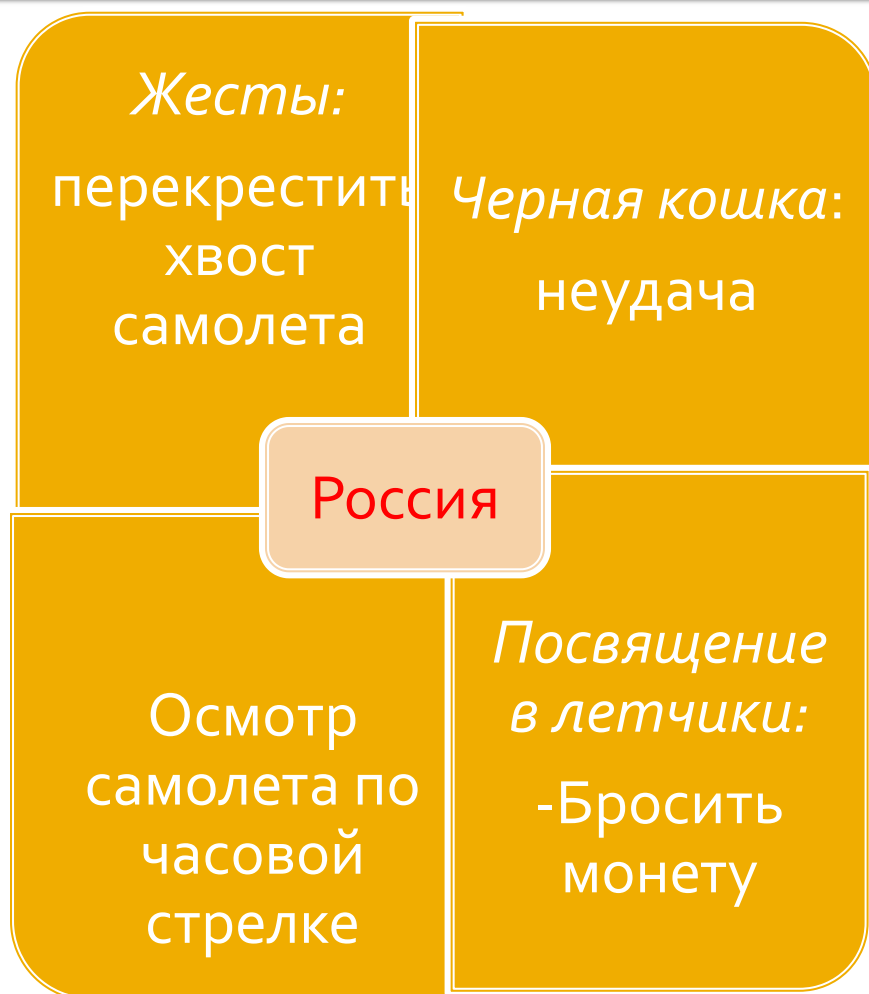 Жесты:
перекрестить
хвост
самолета
Черная кошка:
неудача
Россия
Осмотр
самолета по
часовой
стрелке
Посвящение
в летчики:
-Бросить
монету